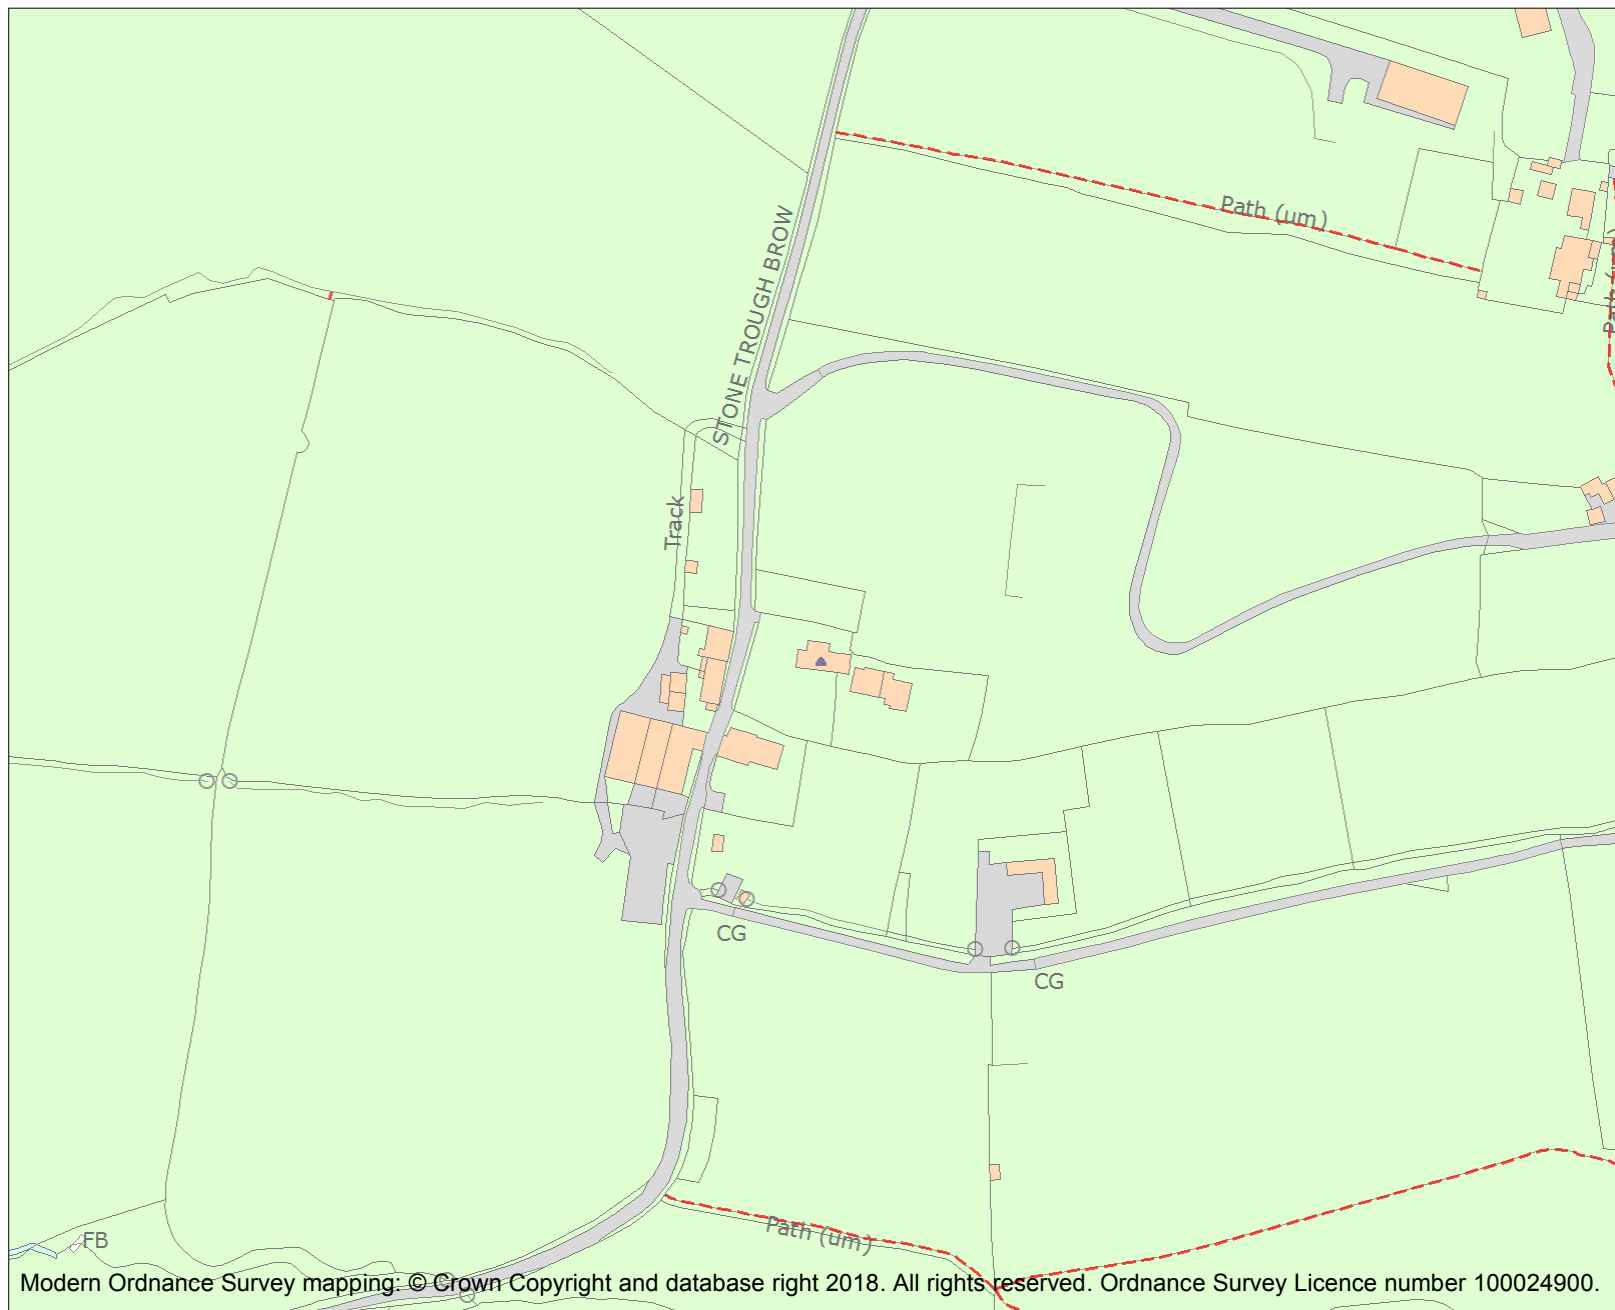 Path (um)
STONE TROUGH BROW
Track
CG
CG
Path (um)
FB
Modern Ordnance Survey mapping: © Crown Copyright and database right 2018. All rights reserved. Ordnance Survey Licence number 100024900.